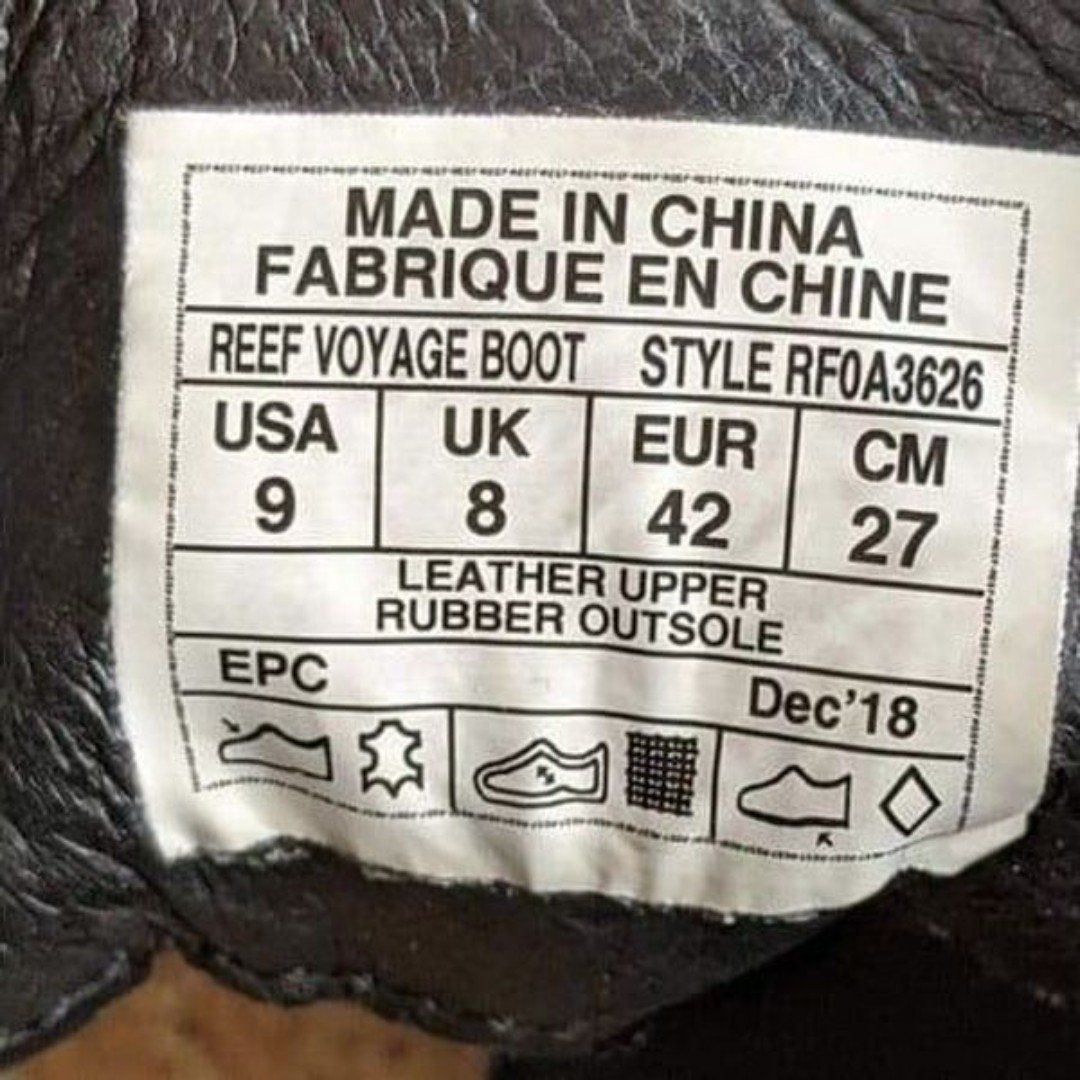 MADE IN CHINA
FABRIQUE EN CHINE
REEF VOYAGE BOOT STYLE RF0A3626
USA UK EUR CM
9 8 42 27
LEATHER UPPER
RUBBER OUTSOLE
EPC Dec'18